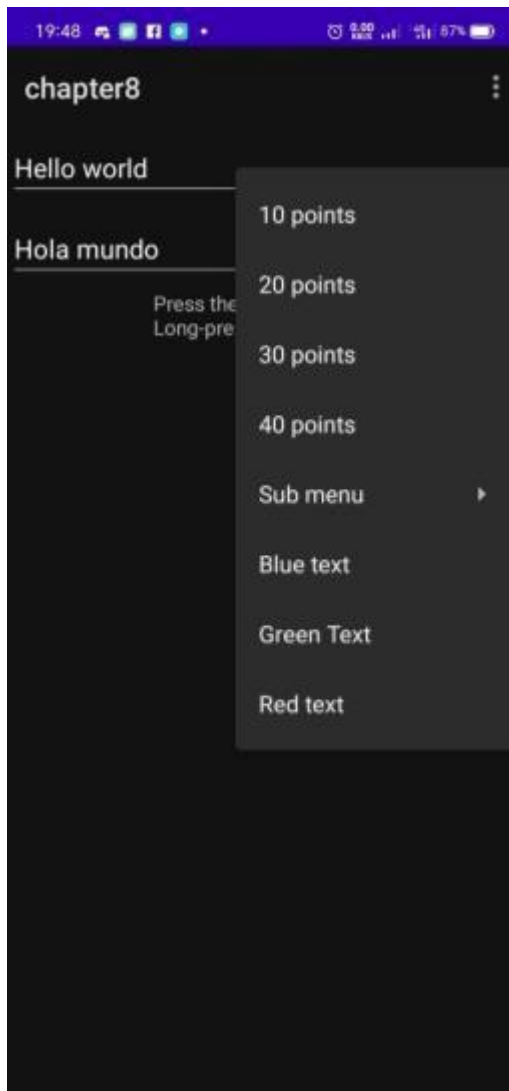 19:48
67%
chapter8
Hello world
Hola mundo
Press the
Long-pre
10 points
20 points
30 points
40 points
Sub menu
Blue text
Green Text
Red text